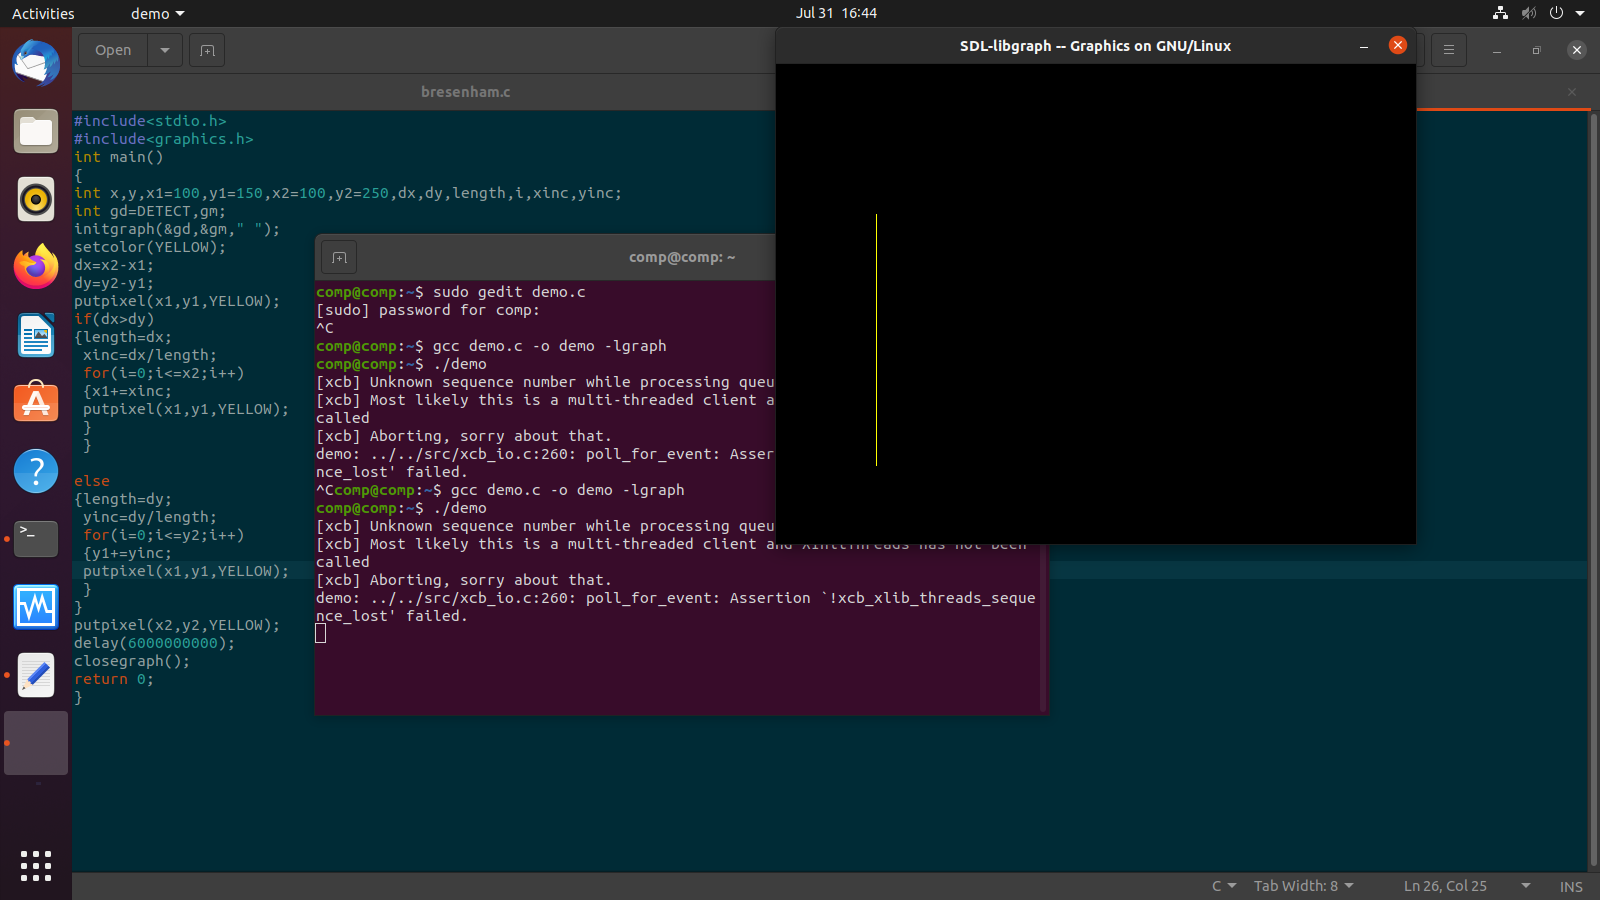 Activities
demo
Jul 31 16:44
Open
bresenham.c
#include<stdio.h>
#include<graphics.h>
int main()
{
int x,y,x1=100,y1=150,x2=100,y2=250,dx,dy,length,i,xinc,yinc;
int gd=DETECT,gm;
initgraph(&gd,&gm," ");
setcolor(YELLOW);
dx=x2-x1;
dy=y2-y1;
putpixel(x1,y1,YELLOW);
if(dx>dy)
{length=dx;
 xinc=dx/length;
 for(i=0;i<=x2;i++)
 {x1+=xinc;
 putpixel(x1,y1,YELLOW);
 }
 }
else
{length=dy;
 yinc=dy/length;
 for(i=0;i<=y2;i++)
 {y1+=yinc;
 putpixel(x1,y1,YELLOW);
 }
}
putpixel(x2,y2,YELLOW);
delay(6000000000);
closegraph();
return 0;
}
comp@comp: ~
comp@comp:~$ sudo gedit demo.c
[sudo] password for comp:
^C
comp@comp:~$ gcc demo.c -o demo -lgraph
comp@comp:~$ ./demo
[xcb] Unknown sequence number while processing queu
[xcb] Most likely this is a multi-threaded client a
called
[xcb] Aborting, sorry about that.
demo: ../../src/xcb_io.c:260: poll_for_event: Asser
nce_lost' failed.
^Ccomp@comp:~$ gcc demo.c -o demo -lgraph
comp@comp:~$ ./demo
[xcb] Unknown sequence number while processing queu
[xcb] Most likely this is a multi-threaded client and XInitThreads has not been
called
[xcb] Aborting, sorry about that.
demo: ../../src/xcb_io.c:260: poll_for_event: Assertion `!xcb_xlib_threads_seque
nce_lost' failed.
SDL-libgraph -- Graphics on GNU/Linux
C
Tab Width: 8
Ln 26, Col 25
INS